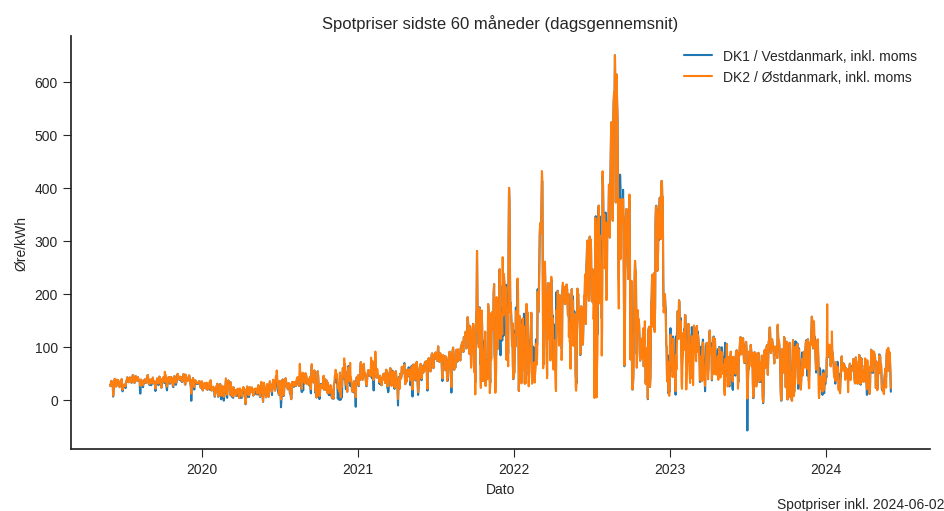 Spotpriser sidste 60 måneder (dagsgennemsnit)
DK1 / Vestdanmark, inkl. moms
DK2 / Østdanmark, inkl. moms
Øre/kWh
600
500
400
300
200
100
0
2020
2021
2022
2023
2024
Dato
Spotpriser inkl. 2024-06-02